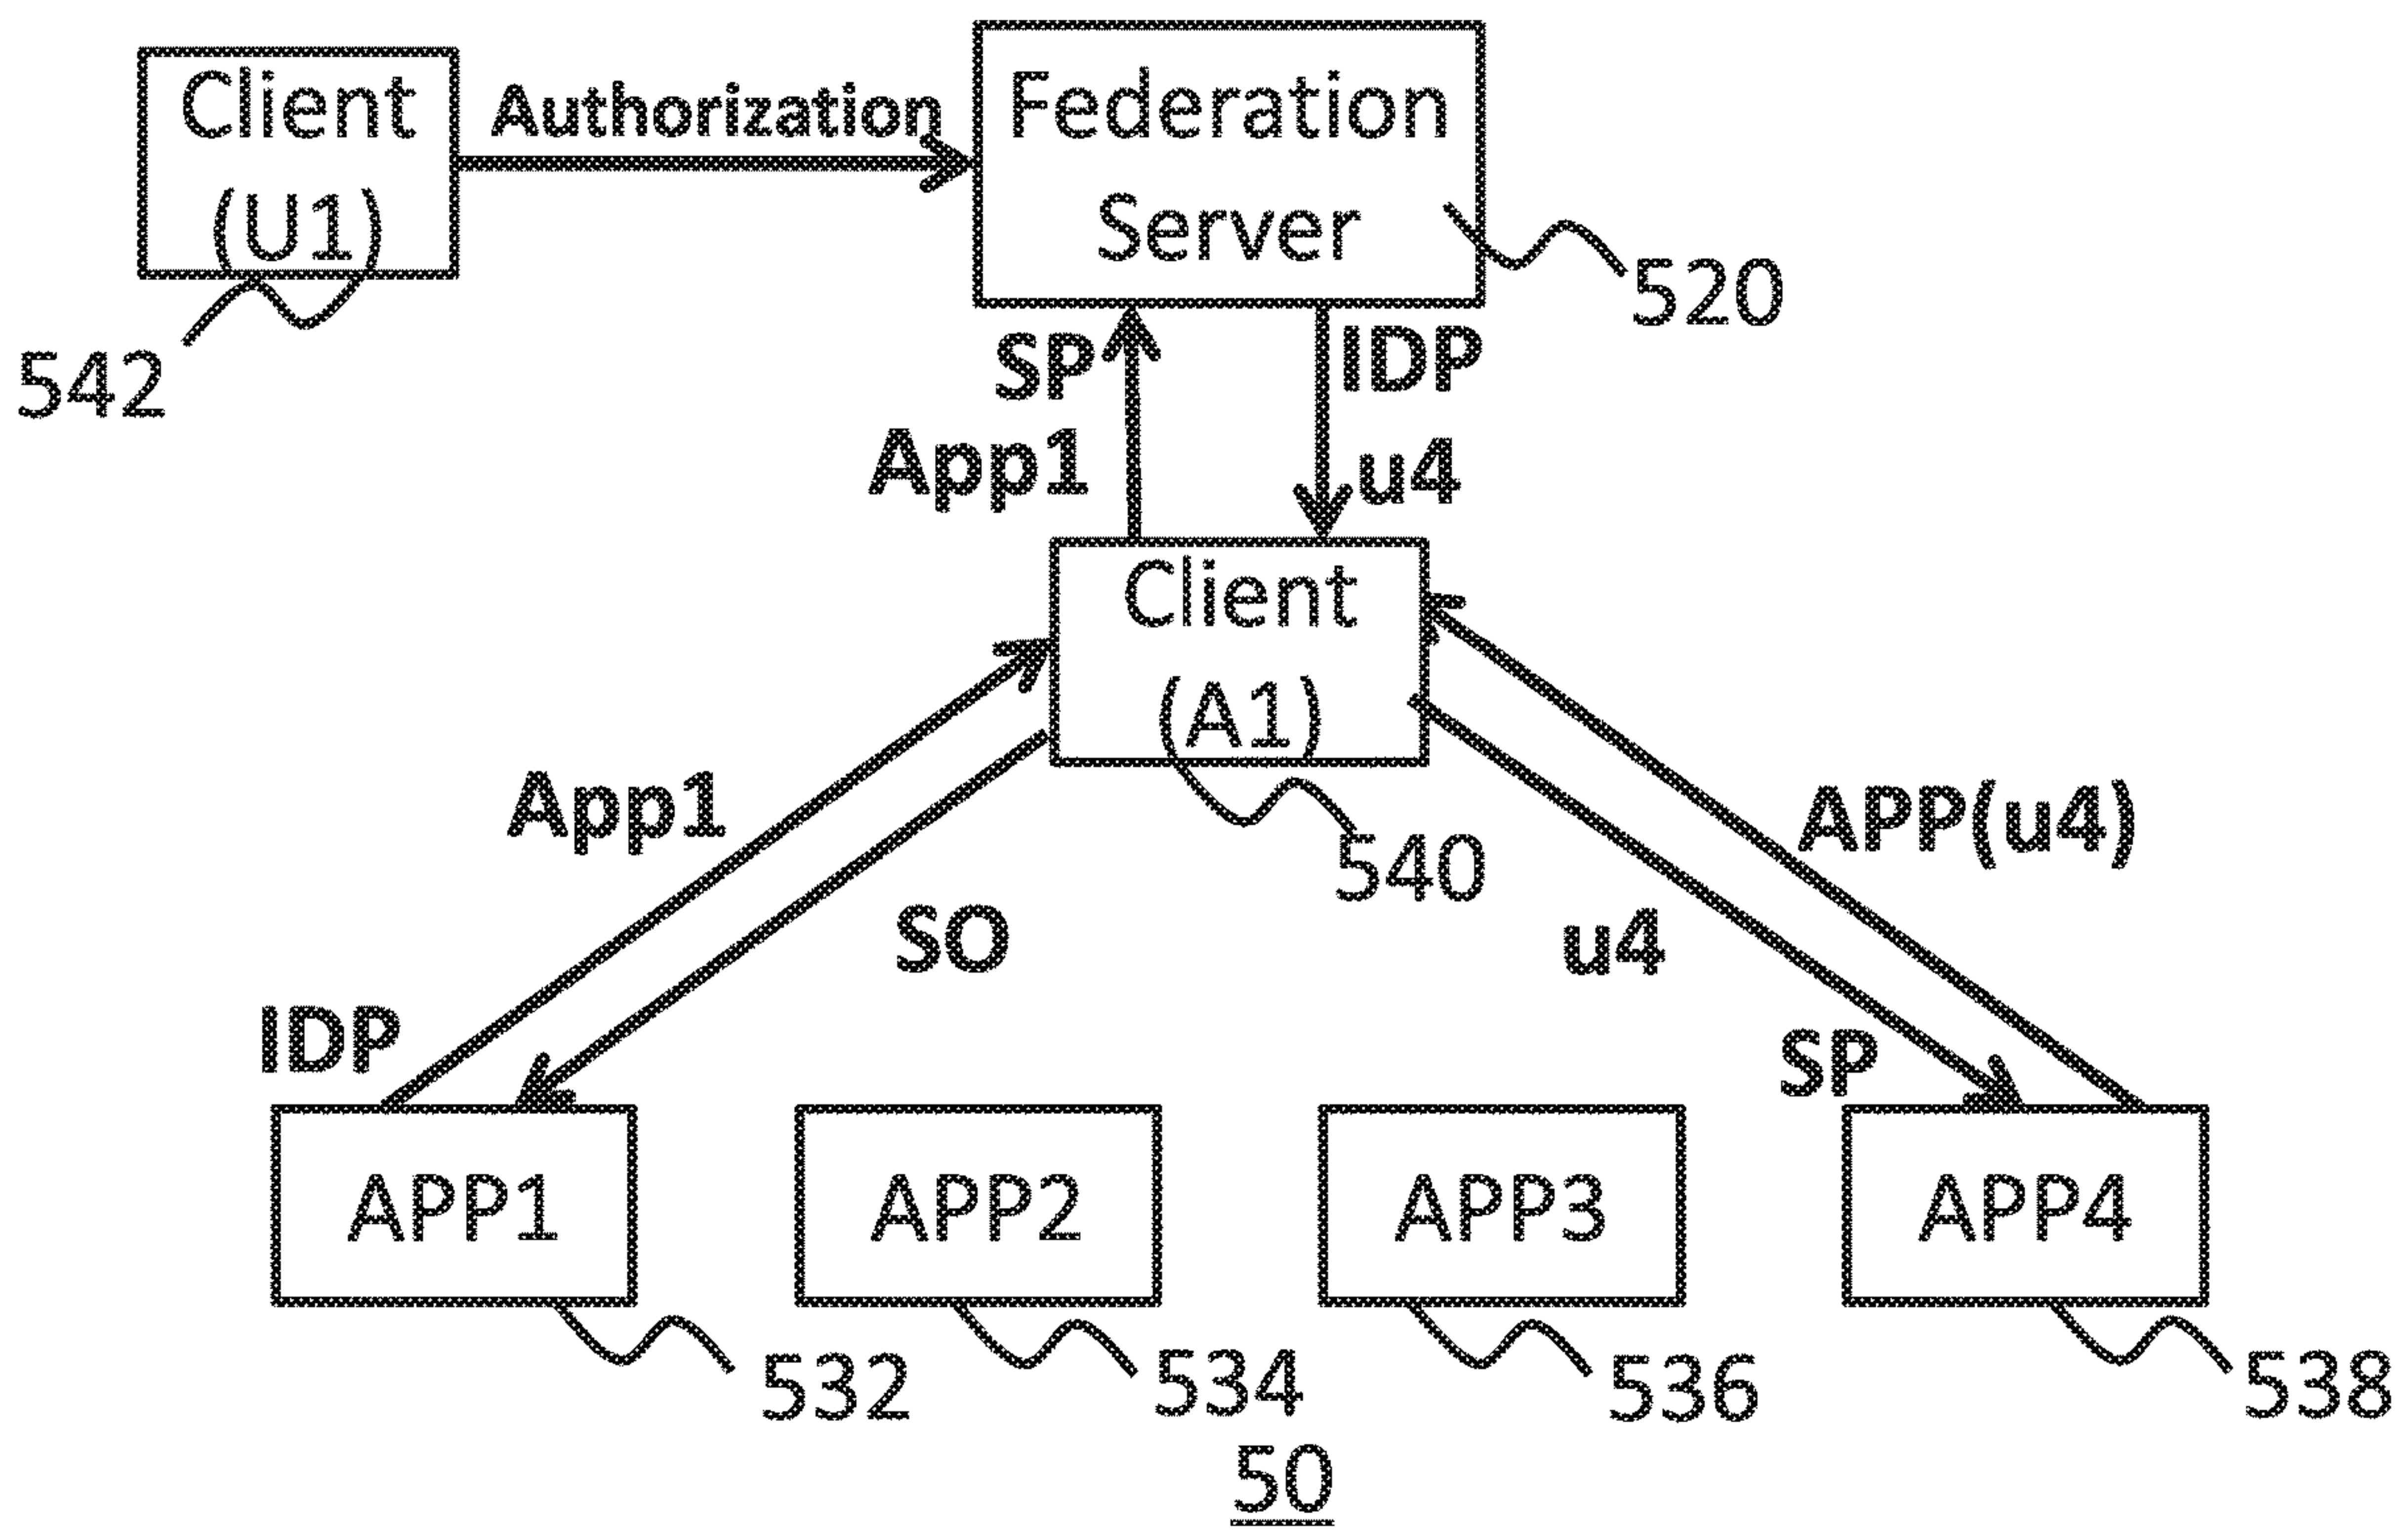 Client
(U1)
Authorization
Federation
Server
520
542
SP
IDP
App1
u4
Client
(A1)
540
App1
SO
APP(u4)
u4
IDP
SP
APP1
APP2
APP3
APP4
532
534
536
538
50